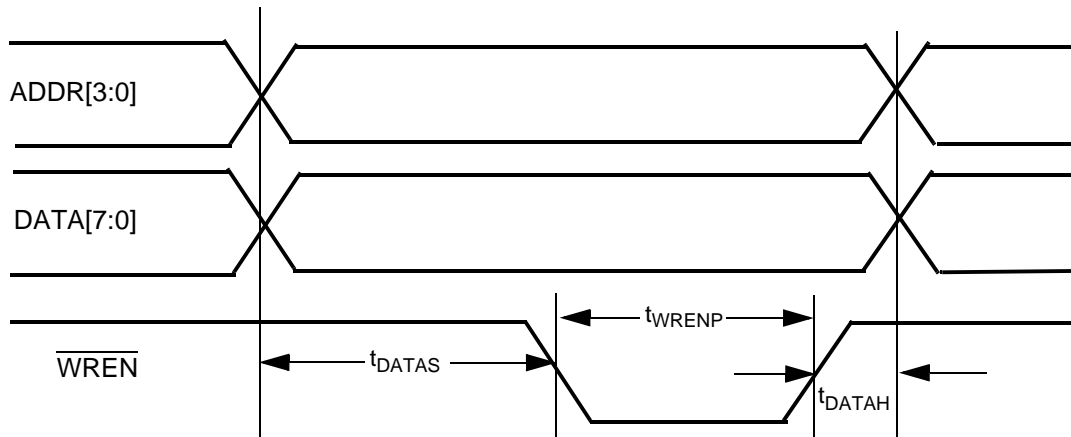 ADDR[3:0]
DATA[7:0]
tWRENP
WREN
tDATAS
tDATAH